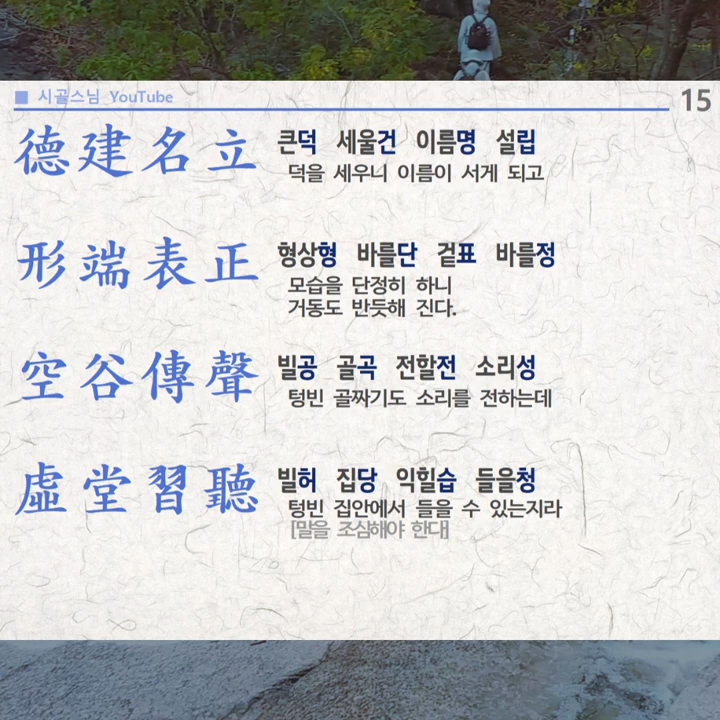 ■ 시골스님 YouTube
15
德建名立 큰덕 세울건 이름명 설립
덕을 세우니 이름이 서게 되고
形端表正 형상형 바를단 겉표 바를정
모습을 단정히 하니
거동도 반듯해 진다.
空谷傳聲 빌공 골곡 전할전 소리성
텅빈 골짜기도 소리를 전하는데
虛堂習聽 빌허 집당 익힐습 들을청
텅빈 집안에서 들을 수 있는지라
[말을 조심해야 한다]